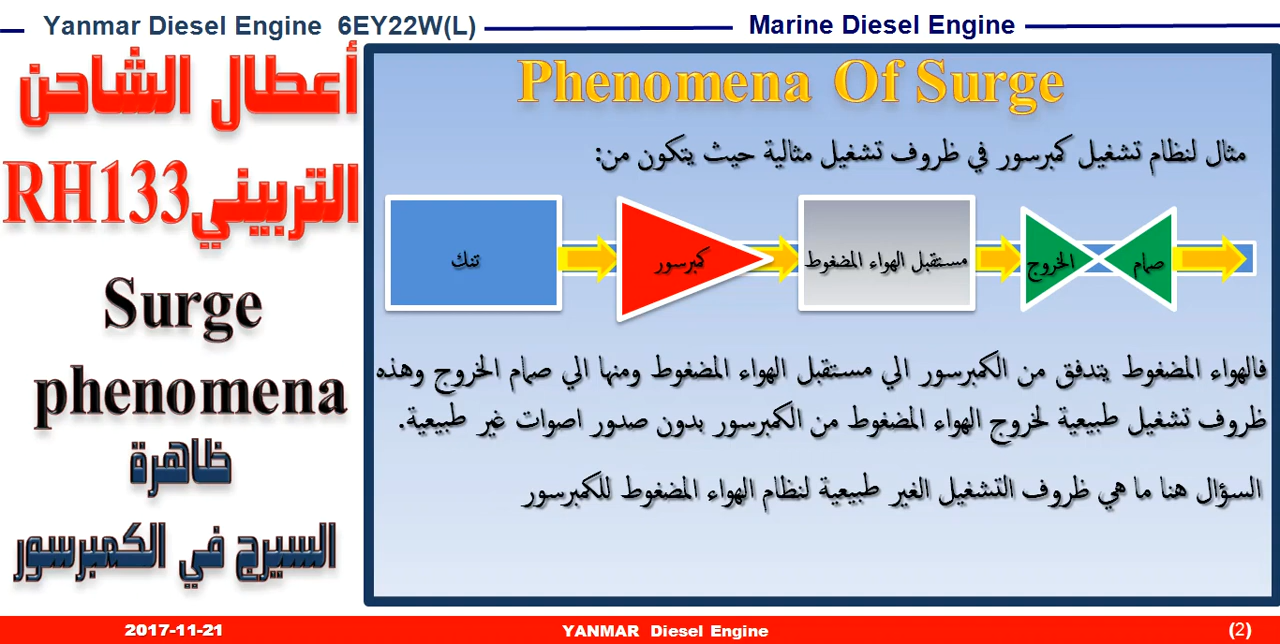 Yanmar Diesel Engine 6EY22W(L)
Marine Diesel Engine
أعطال الشاحن
التربيني RH133
Surge
phenomena
ظاهرة
السيرج في الكمبرسور
Phenomena Of Surge
مثال لنظام تشغيل كمبرسور في ظروف تشغيل مثالية حيث يتكون من:
تنك
كمبرسور
مستقبل الهواء المضغوط
الخروج
صمام
فالهواء المضغوط يتدفق من الكمبرسور الي مستقبل الهواء المضغوط ومنها الي صمام الخروج وهذه
ظروف تشغيل طبيعية لخروج الهواء المضغوط من الكمبرسور بدون صدور اصوات غير طبيعية.
السؤال هنا ما هي ظروف التشغيل الغير طبيعية لنظام الهواء المضغوط للكمبرسور
2017-11-21
YANMAR Diesel Engine
(2)